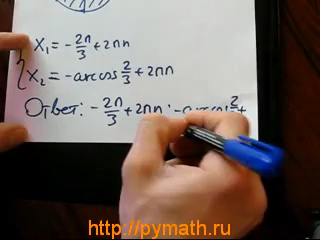 x₁ = -2π/3 + 2πn
x₂ = -arccos 2/3 + 2πn
Ответ: -2π/3 + 2πn; -arccos 2/3 +
http://pymath.ru